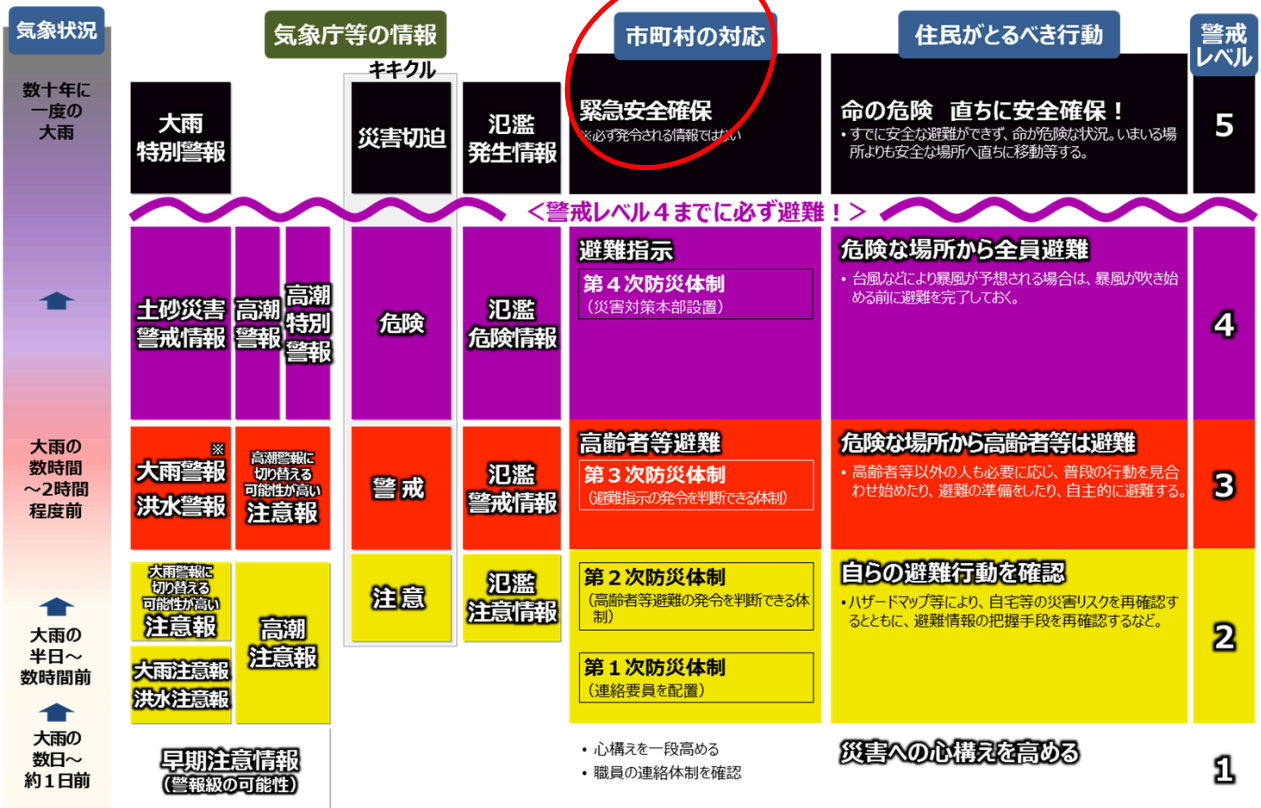 気象状況
気象庁等の情報
市町村の対応
住民がとるべき行動
警戒
レベル
キキクル
数十年に
一度の
大雨
大雨
特別警報
災害切迫
氾濫
発生情報
緊急安全確保
※必ず発令される情報ではない
命の危険 直ちに安全確保！
・すでに安全な避難ができず、命が危険な状況。いまいる場
所よりも安全な場所へ直ちに移動等する。
5
＜警戒レベル４までに必ず避難！＞
土砂災害
警戒情報
高潮
警報
高潮
特別
警報
危険
氾濫
危険情報
避難指示
第４次防災体制
（災害対策本部設置）
危険な場所から全員避難
・台風などにより暴風が予想される場合は、暴風が吹き始
める前に避難を完了しておく。
4
大雨の
数時間
～2時間
程度前
※
大雨警報
洪水警報
高潮警報に
切り替える
可能性が高い
注意報
警戒
氾濫
警戒情報
高齢者等避難
第３次防災体制
（避難指示の発令を判断できる体制）
危険な場所から高齢者等は避難
・高齢者等以外の人も必要に応じ、普段の行動を見合
わせ始めたり、避難の準備をしたり、自主的に避難する。
3
大雨の
半日～
数時間前
大雨警報に
切り替える
可能性が高い
注意報
大雨注意報
洪水注意報
高潮
注意報
注意
氾濫
注意情報
第２次防災体制
（高齢者等避難の発令を判断できる体
制）
第１次防災体制
（連絡要員を配置）
自らの避難行動を確認
・ハザードマップ等により、自宅等の災害リスクを再確認す
るとともに、避難情報の把握手段を再確認するなど。
2
大雨の
数日～
約１日前
早期注意情報
（警報級の可能性）
・心構えを一段高める
・職員の連絡体制を確認
災害への心構えを高める
1